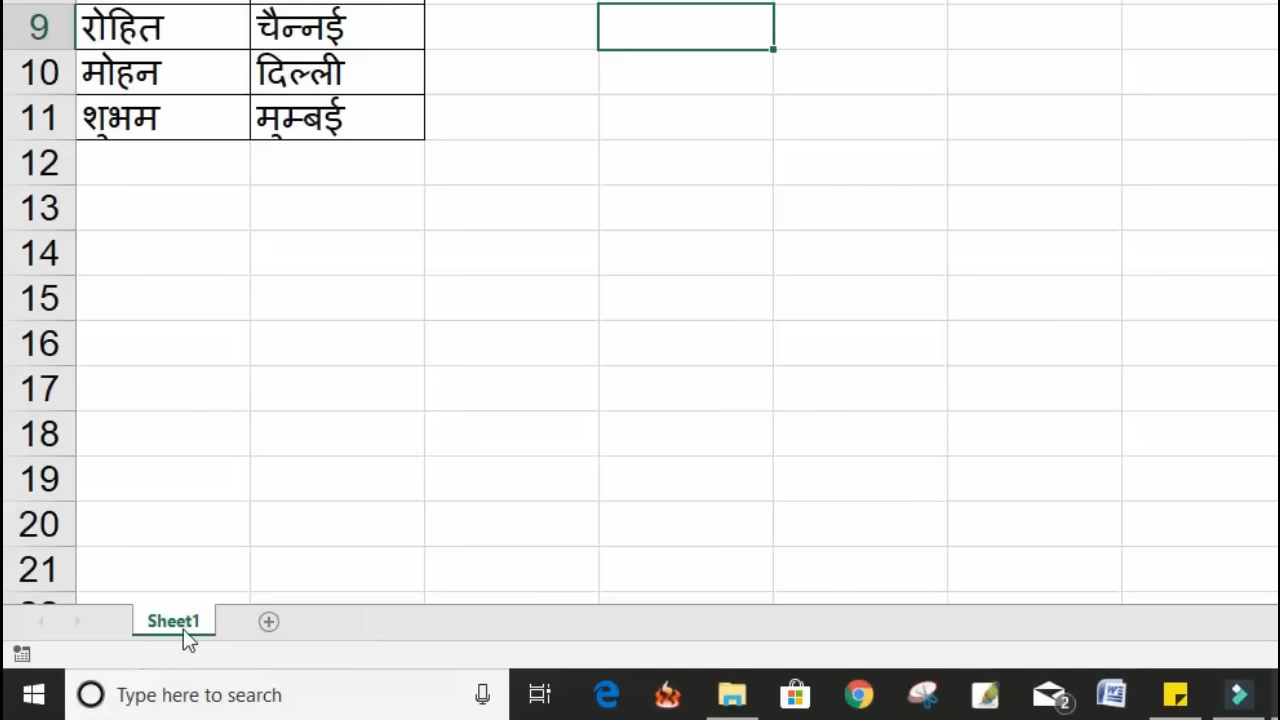 9 रोहित चैन्नई
10 मोहन दिल्ली
11 शुभम मुम्बई
12
13
14
15
16
17
18
19
20
21
Sheet1
Type here to search
2